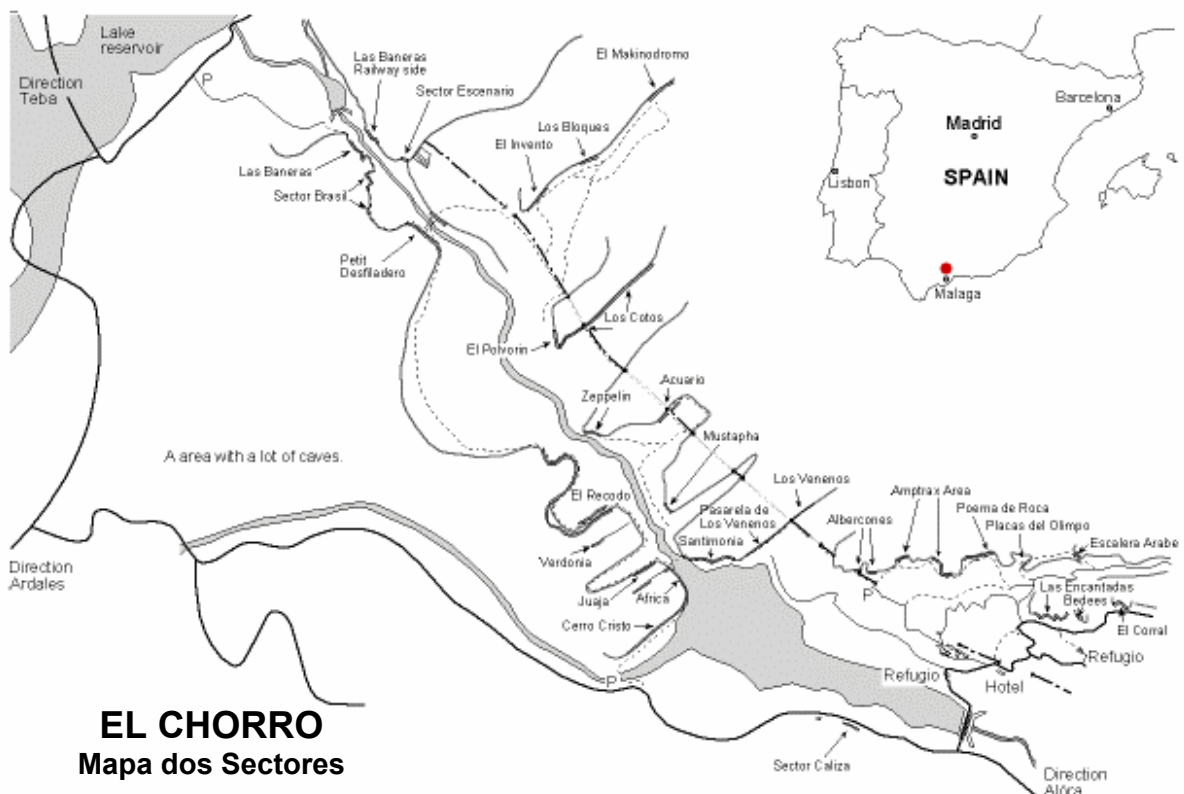 Lake
reservoir
Direction
Teba
P
Las Baneras
Railway side
Sector Escenario
El Makinodromo
Los Bloques
El Invento
Las Baneras
Sector Brasil
Petit
Desfiladero
Barcelona
Madrid
SPAIN
Lisbon
Malaga
Los Cotos
El Polvorin
Zeppelin
Acuario
Mustapha
A area with a lot of caves.
El Recodo
Los Venenos
Pasarela de
Los Venenos
Santimonia
Albercones
Amptrax Area
Poema de Roca
Placas del Olimpo
Escalera Arabe
Verdonia
Juaja
Africa
Cerro Cristo
P
Las Encantadas
Bedees
El Corral
Direction
Ardales
P
Refugio
Hotel
Refugio
EL CHORRO
Mapa dos Sectores
Sector Caliza
Direction
Alóra